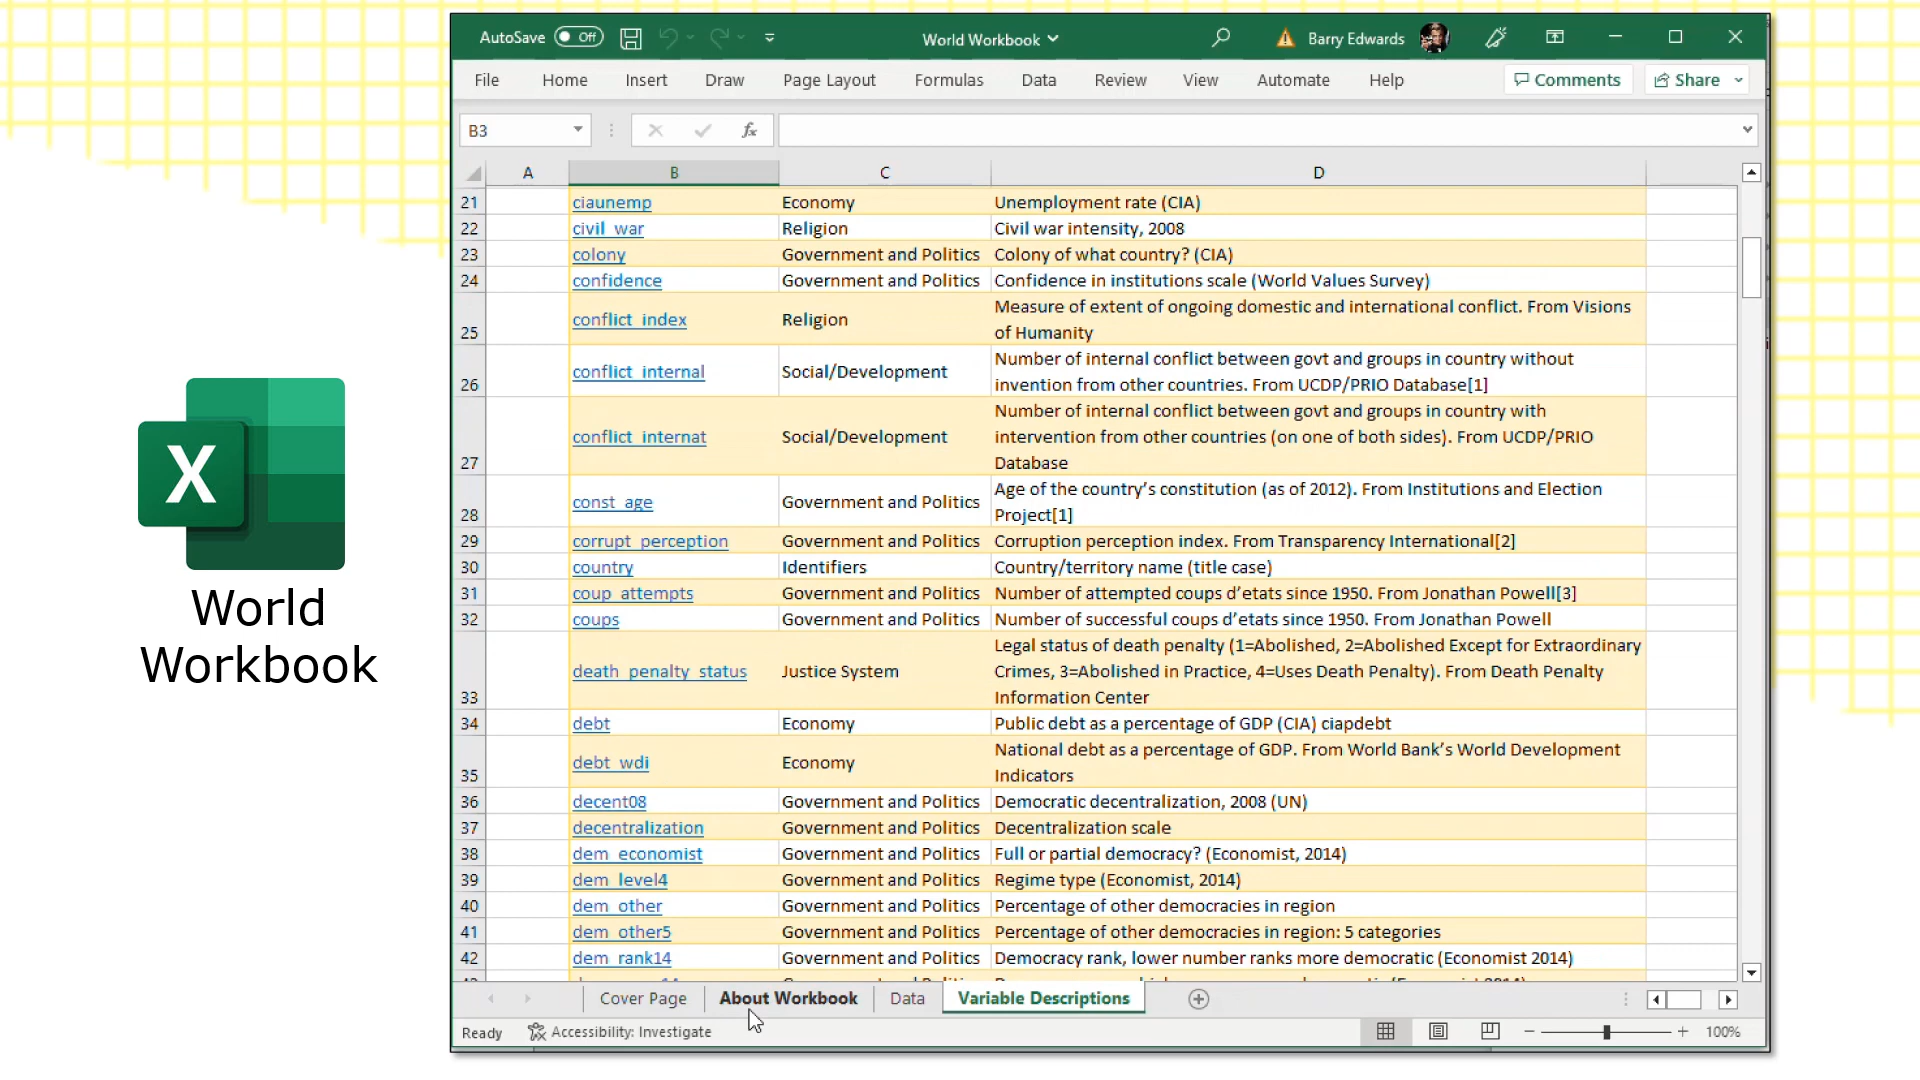 AutoSave Off World Workbook Barry Edwards
File Home Insert Draw Page Layout Formulas Data Review View Automate Help Comments Share
B3 fx
A B C D
21 ciaunemp Economy Unemployment rate (CIA)
22 civil_war Religion Civil war intensity, 2008
23 colony Government and Politics Colony of what country? (CIA)
24 confidence Government and Politics Confidence in institutions scale (World Values Survey)
25 conflict_index Religion Measure of extent of ongoing domestic and international conflict. From Visions
of Humanity
26 conflict_internal Social/Development Number of internal conflict between govt and groups in country without
invention from other countries. From UCDP/PRIO Database[1]
27 conflict_internat Social/Development Number of internal conflict between govt and groups in country with
intervention from other countries (on one of both sides). From UCDP/PRIO
Database
28 const_age Government and Politics Age of the country’s constitution (as of 2012). From Institutions and Election
Project[1]
29 corrupt_perception Government and Politics Corruption perception index. From Transparency International[2]
30 country Identifiers Country/territory name (title case)
31 coup_attempts Government and Politics Number of attempted coups d’etats since 1950. From Jonathan Powell[3]
32 coups Government and Politics Number of successful coups d’etats since 1950. From Jonathan Powell
33 death_penalty_status Justice System Legal status of death penalty (1=Abolished, 2=Abolished Except for Extraordinary
Crimes, 3=Abolished in Practice, 4=Uses Death Penalty). From Death Penalty
Information Center
34 debt Economy Public debt as a percentage of GDP (CIA) ciapdebt
35 debt_wdi Economy National debt as a percentage of GDP. From World Bank’s World Development
Indicators
36 decent08 Government and Politics Democratic decentralization, 2008 (UN)
37 decentralization Government and Politics Decentralization scale
38 dem_economist Government and Politics Full or partial democracy? (Economist, 2014)
39 dem_level4 Government and Politics Regime type (Economist, 2014)
40 dem_other Government and Politics Percentage of other democracies in region
41 dem_other5 Government and Politics Percentage of other democracies in region: 5 categories
42 dem_rank14 Government and Politics Democracy rank, lower number ranks more democratic (Economist 2014)
Cover Page About Workbook Data Variable Descriptions
Ready Accessibility: Investigate 100%
X
World
Workbook